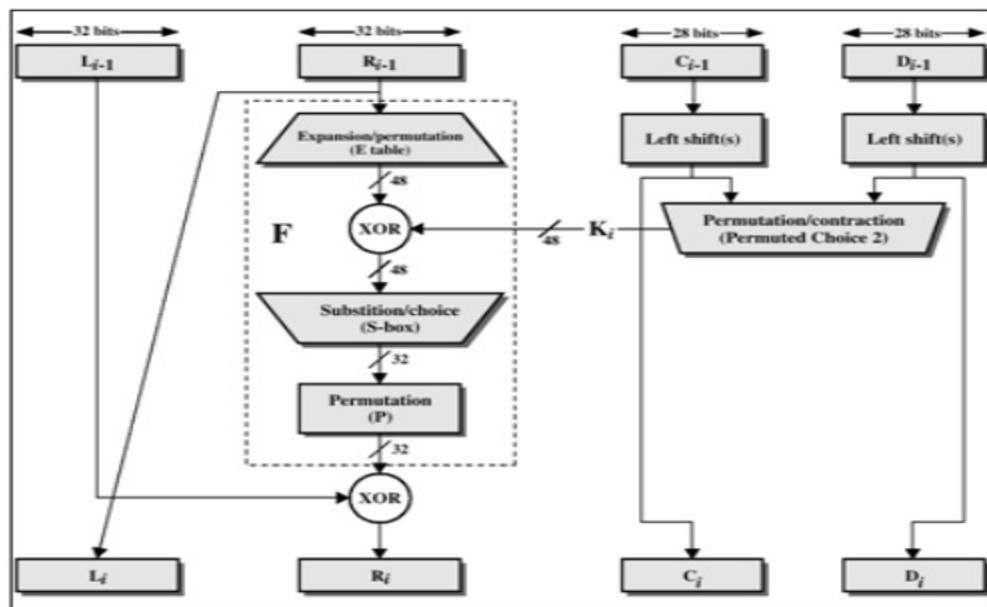 32 bits
32 bits
28 bits
28 bits
Li-1
Ri-1
Ci-1
Di-1
Expansion/permutation
(E table)
Left shift(s)
Left shift(s)
48
F
XOR
48
Ki
Permutation/contraction
(Permuted Choice 2)
48
Substition/choice
(S-box)
32
Permutation
(P)
32
XOR
Li
Ri
Ci
Di